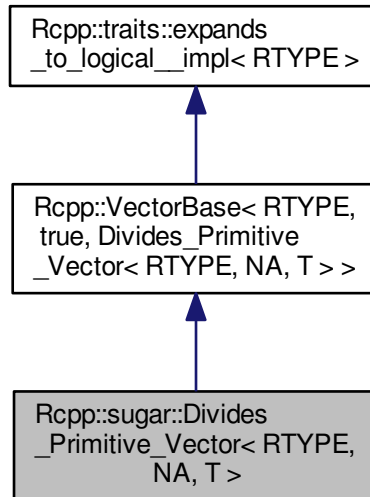 Rcpp::traits::expands
_to_logical__impl< RTYPE >
Rcpp::VectorBase< RTYPE,
true, Divides_Primitive
_Vector< RTYPE, NA, T > >
Rcpp::sugar::Divides
_Primitive_Vector< RTYPE,
NA, T >